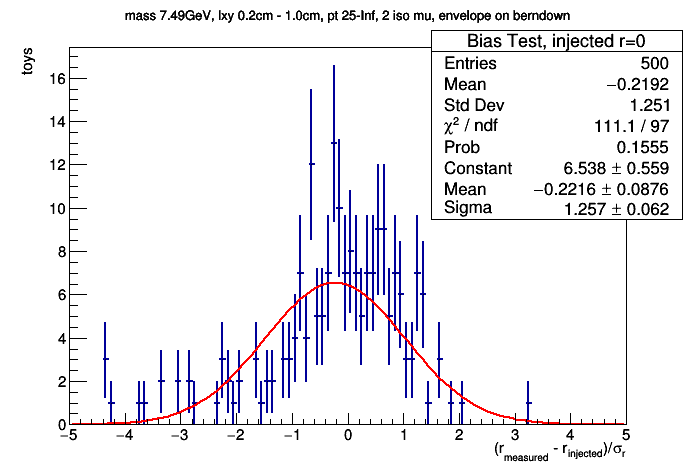 mass 7.49GeV, lxy 0.2cm - 1.0cm, pt 25-Inf, 2 iso mu, envelope on berndown
Bias Test, injected r=0
Entries 500
Mean −0.2192
Std Dev 1.251
χ² / ndf 111.1 / 97
Prob 0.1555
Constant 6.538 ± 0.559
Mean −0.2216 ± 0.0876
Sigma 1.257 ± 0.062
toys
16
14
12
10
8
6
4
2
0
−5 −4 −3 −2 −1 0 1 2 3 4 5
(r_measured - r_injected)/σ_r